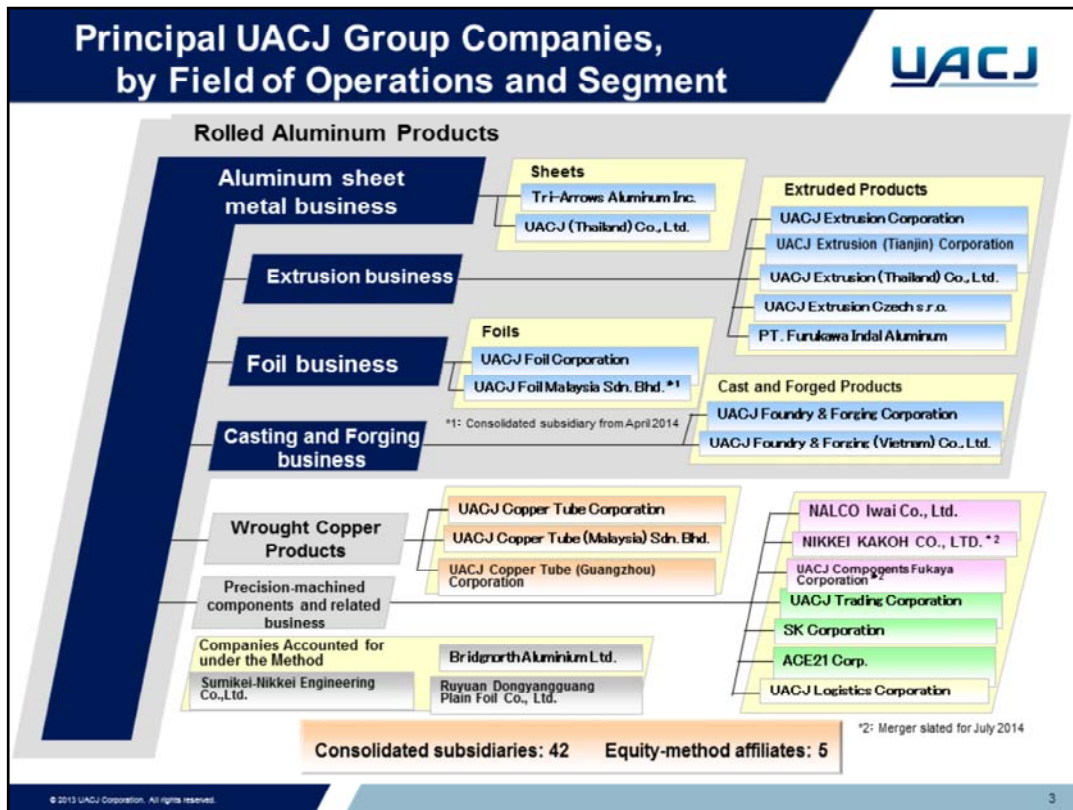 Principal UACJ Group Companies,
by Field of Operations and Segment
UACJ
Rolled Aluminum Products
Aluminum sheet
metal business
Sheets
Tri-Arrows Aluminum Inc.
UACJ (Thailand) Co., Ltd.
Extruded Products
UACJ Extrusion Corporation
UACJ Extrusion (Tianjin) Corporation
UACJ Extrusion (Thailand) Co., Ltd.
UACJ Extrusion Czech s.r.o.
PT. Furukawa Indal Aluminum
Extrusion business
Foil business
Foils
UACJ Foil Corporation
UACJ Foil Malaysia Sdn. Bhd. *1
*1: Consolidated subsidiary from April 2014
Cast and Forged Products
UACJ Foundry & Forging Corporation
UACJ Foundry & Forging (Vietnam) Co., Ltd.
Casting and Forging
business
Wrought Copper
Products
UACJ Copper Tube Corporation
UACJ Copper Tube (Malaysia) Sdn. Bhd.
UACJ Copper Tube (Guangzhou)
Corporation
Precision-machined
components and related
business
NALCO Iwai Co., Ltd.
NIKKEI KAKOH CO., LTD. *2
UACJ Components Fukaya
Corporation *2
UACJ Trading Corporation
SK Corporation
ACE21 Corp.
UACJ Logistics Corporation
Companies Accounted for
under the Method
Bridgnorth Aluminium Ltd.
Sumikei-Nikkei Engineering
Co.,Ltd.
Ruyuan Dongyangguang
Plain Foil Co., Ltd.
*2: Merger slated for July 2014
Consolidated subsidiaries: 42 Equity-method affiliates: 5
© 2013 UACJ Corporation. All rights reserved.
3